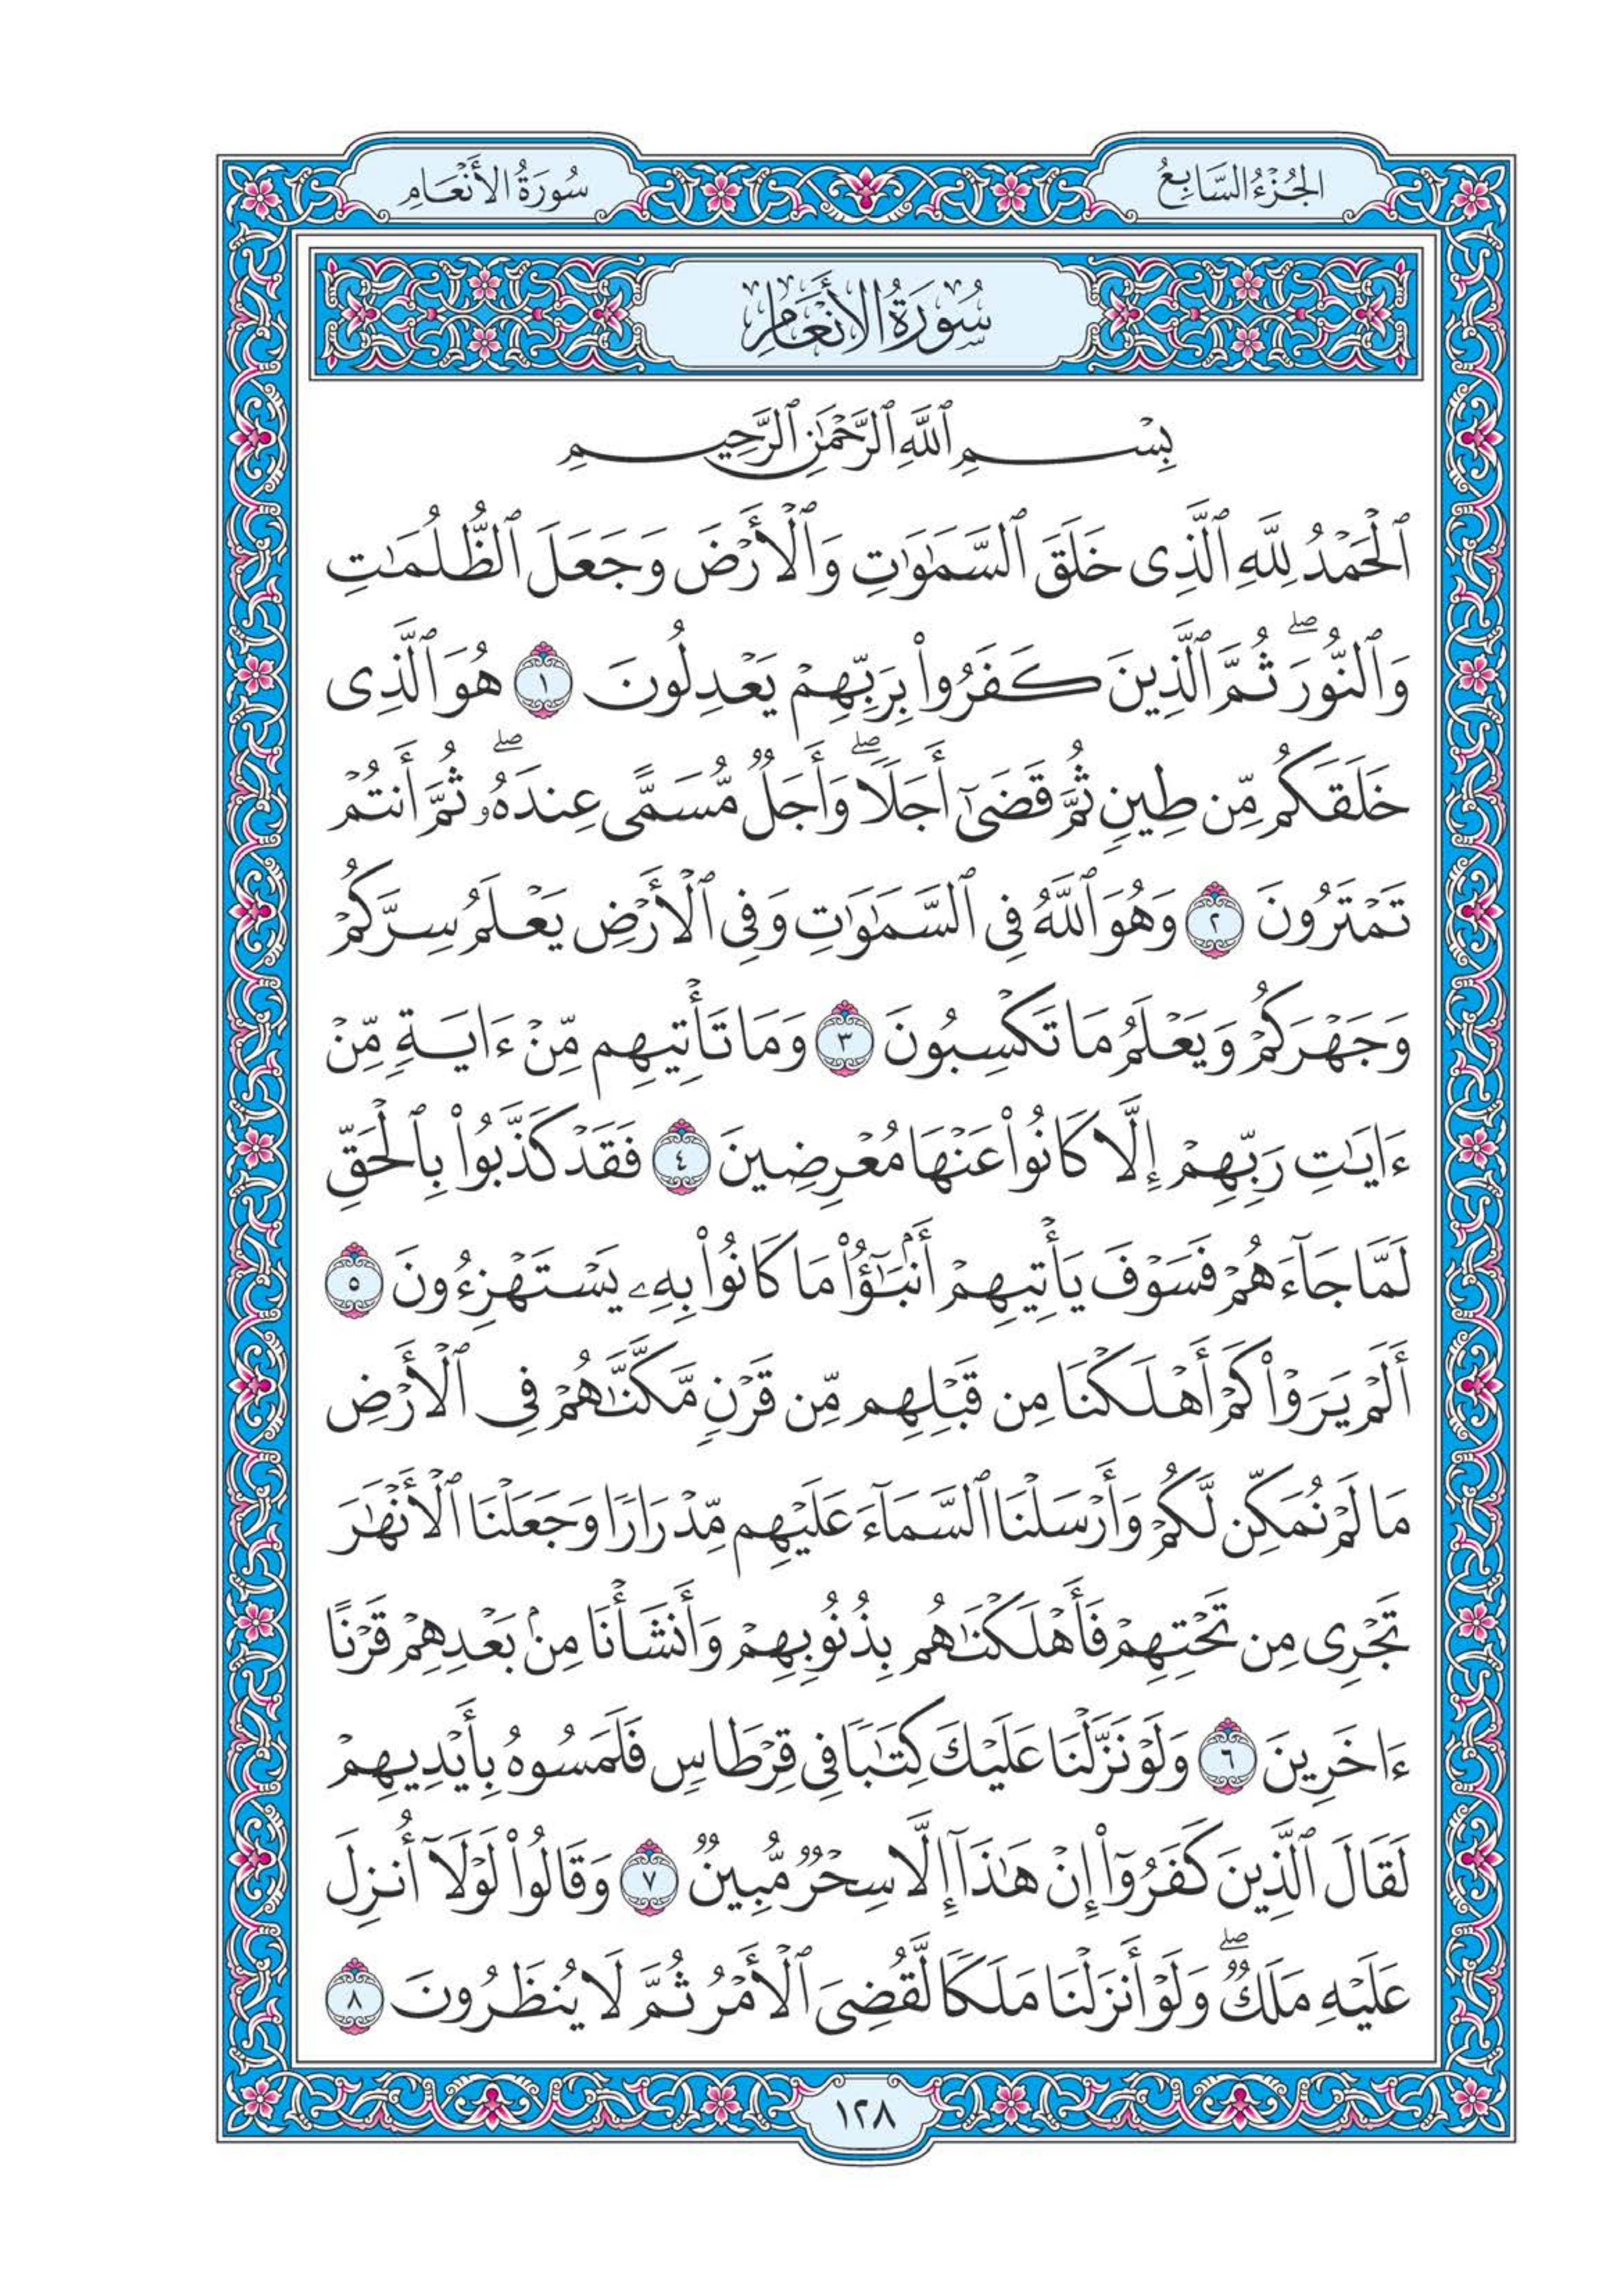 الجُزْءُ السَّابِعُ
سُورَةُ الأَنْعَامِ
سُورَةُ الأَنْعَامِ
بِسْمِ ٱللَّهِ ٱلرَّحْمَٰنِ ٱلرَّحِيمِ
ٱلْحَمْدُ لِلَّهِ ٱلَّذِى خَلَقَ ٱلسَّمَٰوَٰتِ وَٱلْأَرْضَ وَجَعَلَ ٱلظُّلُمَٰتِ
وَٱلنُّورَۖ ثُمَّ ٱلَّذِينَ كَفَرُوا۟ بِرَبِّهِمْ يَعْدِلُونَ ١ هُوَ ٱلَّذِى
خَلَقَكُم مِّن طِينٍ ثُمَّ قَضَىٰٓ أَجَلًاۖ وَأَجَلٌ مُّسَمًّى عِندَهُۥۖ ثُمَّ أَنتُمْ
تَمْتَرُونَ ٢ وَهُوَ ٱللَّهُ فِى ٱلسَّمَٰوَٰتِ وَفِى ٱلْأَرْضِ يَعْلَمُ سِرَّكُمْ
وَجَهْرَكُمْ وَيَعْلَمُ مَا تَكْسِبُونَ ٣ وَمَا تَأْتِيهِم مِّنْ ءَايَةٍ مِّنْ
ءَايَٰتِ رَبِّهِمْ إِلَّا كَانُوا۟ عَنْهَا مُعْرِضِينَ ٤ فَقَدْ كَذَّبُوا۟ بِٱلْحَقِّ
لَمَّا جَآءَهُمْ فَسَوْفَ يَأْتِيهِمْ أَنۢبَٰٓؤُا۟ مَا كَانُوا۟ بِهِۦ يَسْتَهْزِءُونَ ٥
أَلَمْ يَرَوْا۟ كَمْ أَهْلَكْنَا مِن قَبْلِهِم مِّن قَرْنٍ مَّكَّنَّٰهُمْ فِى ٱلْأَرْضِ
مَا لَمْ نُمَكِّن لَّكُمْ وَأَرْسَلْنَا ٱلسَّمَآءَ عَلَيْهِم مِّدْرَارًا وَجَعَلْنَا ٱلْأَنْهَٰرَ
تَجْرِى مِن تَحْتِهِمْ فَأَهْلَكْنَٰهُم بِذُنُوبِهِمْ وَأَنشَأْنَا مِنۢ بَعْدِهِمْ قَرْنًا
ءَاخَرِينَ ٦ وَلَوْ نَزَّلْنَا عَلَيْكَ كِتَٰبًا فِى قِرْطَاسٍ فَلَمَسُوهُ بِأَيْدِيهِمْ
لَقَالَ ٱلَّذِينَ كَفَرُوٓا۟ إِنْ هَٰذَآ إِلَّا سِحْرٌ مُّبِينٌ ٧ وَقَالُوا۟ لَوْلَآ أُنزِلَ
عَلَيْهِ مَلَكٌۖ وَلَوْ أَنزَلْنَا مَلَكًا لَّقُضِىَ ٱلْأَمْرُ ثُمَّ لَا يُنظَرُونَ ٨
١٢٨